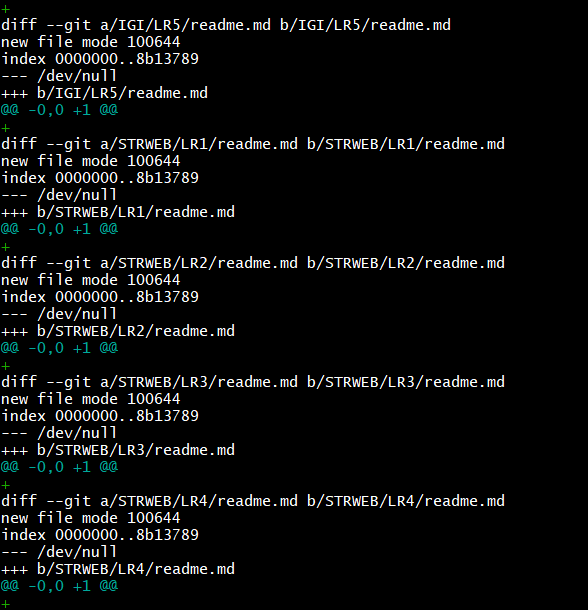 +
diff --git a/IGI/LR5/readme.md b/IGI/LR5/readme.md
new file mode 100644
index 0000000..8b13789
--- /dev/null
+++ b/IGI/LR5/readme.md
@@ -0,0 +1 @@
+
diff --git a/STRWEB/LR1/readme.md b/STRWEB/LR1/readme.md
new file mode 100644
index 0000000..8b13789
--- /dev/null
+++ b/STRWEB/LR1/readme.md
@@ -0,0 +1 @@
+
diff --git a/STRWEB/LR2/readme.md b/STRWEB/LR2/readme.md
new file mode 100644
index 0000000..8b13789
--- /dev/null
+++ b/STRWEB/LR2/readme.md
@@ -0,0 +1 @@
+
diff --git a/STRWEB/LR3/readme.md b/STRWEB/LR3/readme.md
new file mode 100644
index 0000000..8b13789
--- /dev/null
+++ b/STRWEB/LR3/readme.md
@@ -0,0 +1 @@
+
diff --git a/STRWEB/LR4/readme.md b/STRWEB/LR4/readme.md
new file mode 100644
index 0000000..8b13789
--- /dev/null
+++ b/STRWEB/LR4/readme.md
@@ -0,0 +1 @@
+